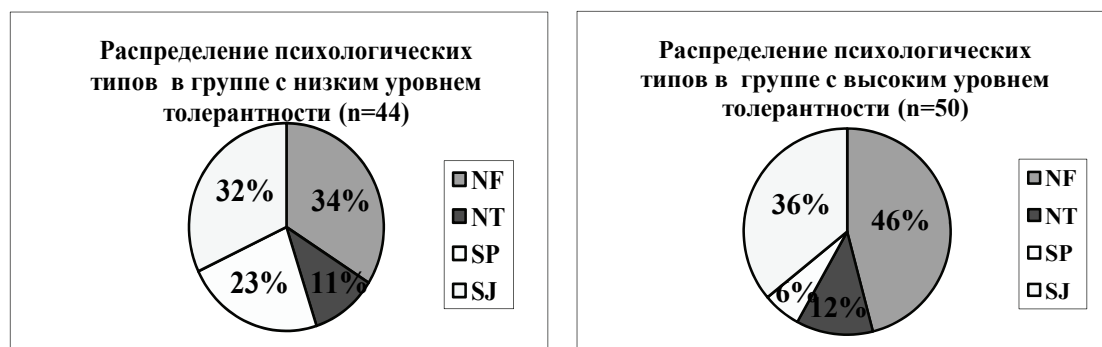 Распределение психологических
типов в группе с низким уровнем
толерантности (n=44)
32%
34%
23%
11%
NF
NT
SP
SJ
Распределение психологических
типов в группе с высоким уровнем
толерантности (n=50)
36%
46%
6%
12%
NF
NT
SP
SJ